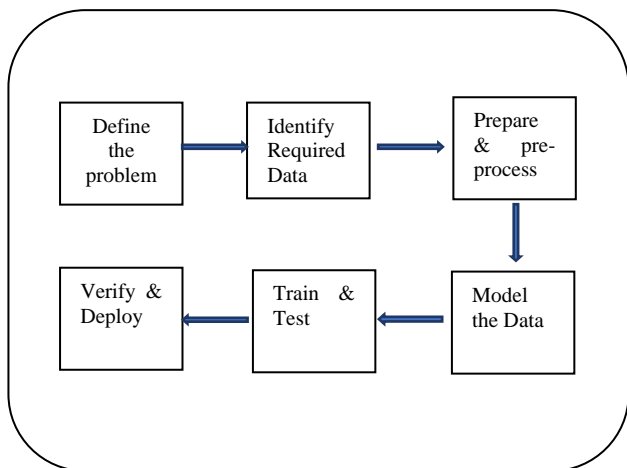 Define
the
problem
Identify
Required
Data
Prepare
& pre-
process
Model
the Data
Train &
Test
Verify &
Deploy